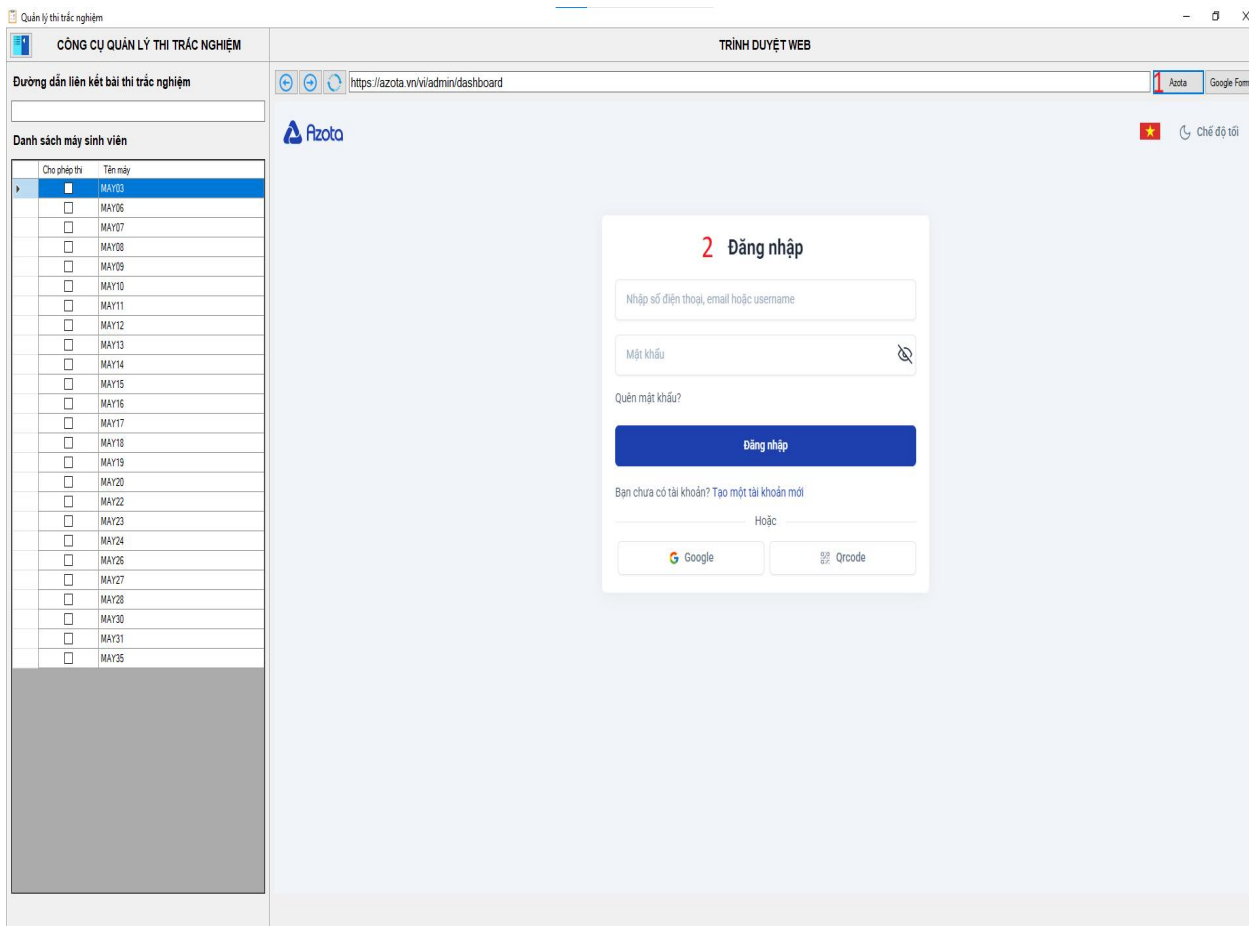 Quản lý thi trắc nghiệm
CÔNG CỤ QUẢN LÝ THI TRẮC NGHIỆM
TRÌNH DUYỆT WEB
Đường dẫn liên kết bài thi trắc nghiệm
https://azota.vn/vi/admin/dashboard
1 Azota
Google Form
Azota
Chế độ tối
Danh sách máy sinh viên
Cho phép thi Tên máy
MAY03
MAY06
MAY07
MAY08
MAY09
MAY10
MAY11
MAY12
MAY13
MAY14
MAY15
MAY16
MAY17
MAY18
MAY19
MAY20
MAY22
MAY23
MAY24
MAY26
MAY27
MAY28
MAY30
MAY31
MAY35
2 Đăng nhập
Nhập số điện thoại, email hoặc username
Mật khẩu
Quên mật khẩu?
Đăng nhập
Bạn chưa có tài khoản? Tạo một tài khoản mới
Hoặc
Google
Qrcode